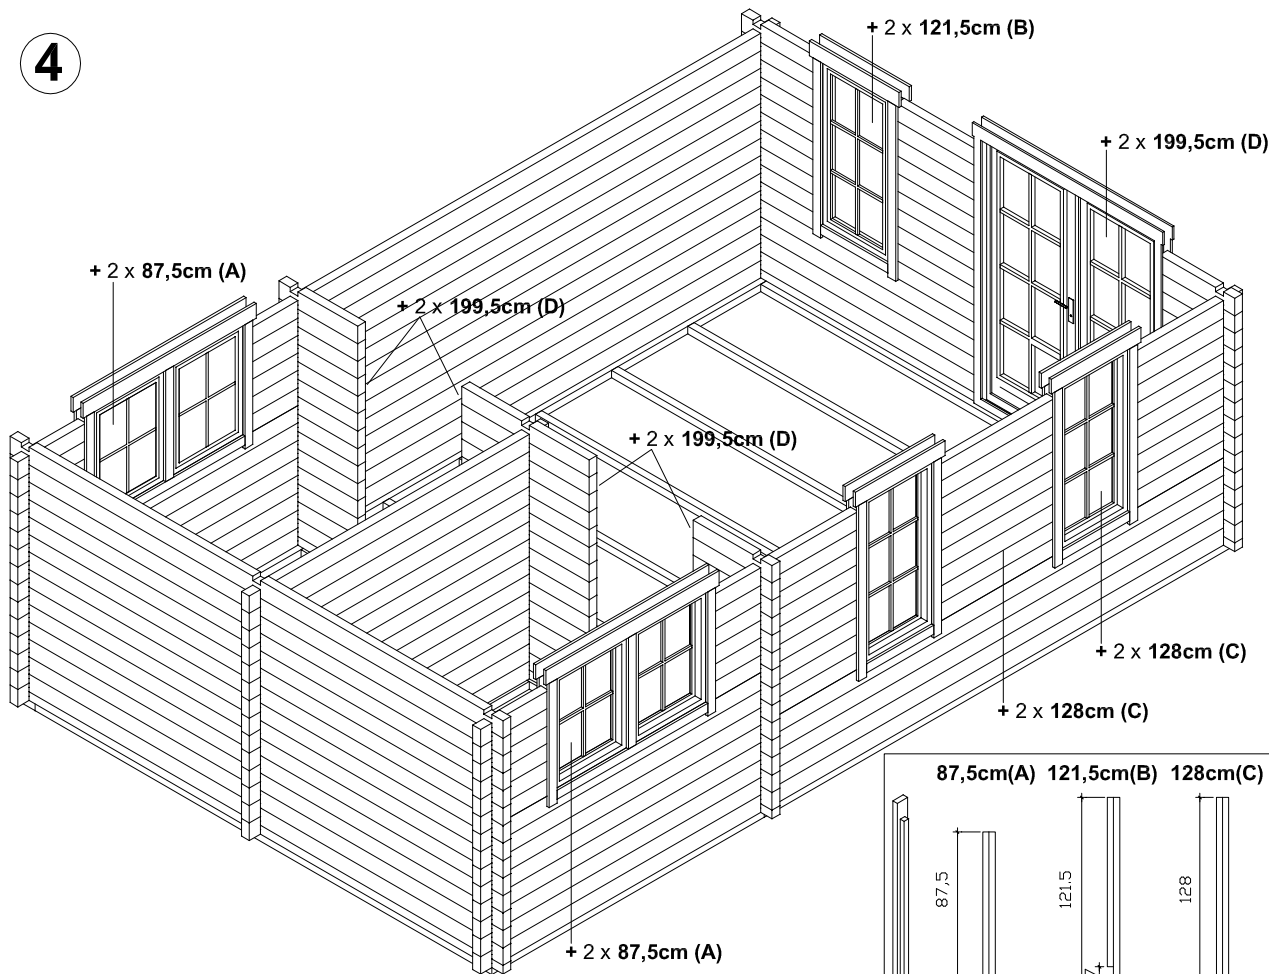 4
+ 2 x 121,5cm (B)
+ 2 x 199,5cm (D)
+ 2 x 87,5cm (A)
+ 2 x 199,5cm (D)
+ 2 x 199,5cm (D)
+ 2 x 128cm (C)
+ 2 x 128cm (C)
87,5cm(A) 121,5cm(B) 128cm(C)
87,5
121.5
128
+ 2 x 87,5cm (A)